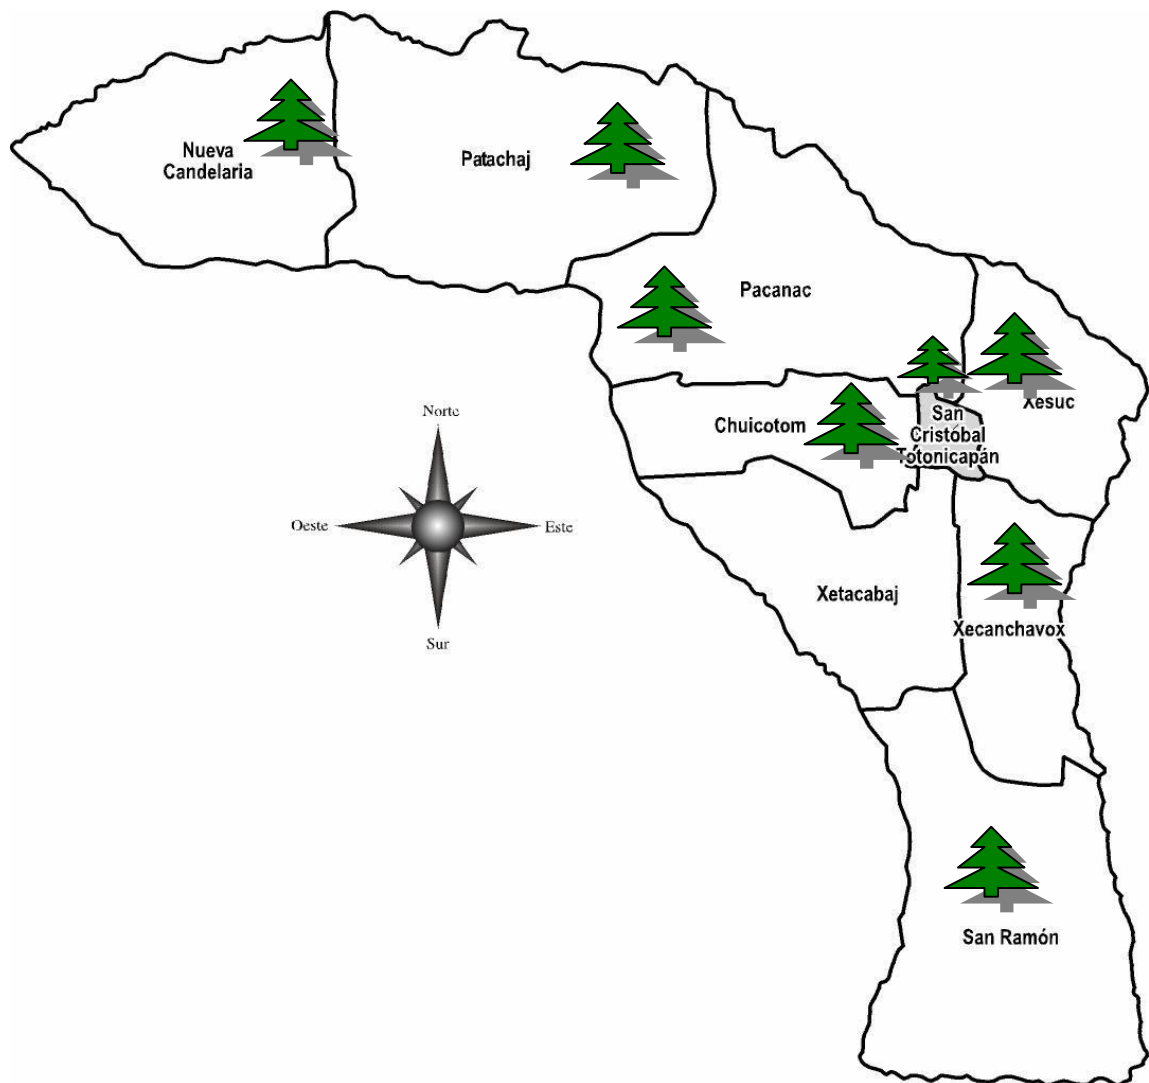 Nueva
Candelaria
Patachaj
Pacanac
Xesuc
Chuicotom
San
Cristóbal
Totonicapán
Norte
Oeste
Este
Sur
Xetacabaj
Xecanchavox
San Ramón